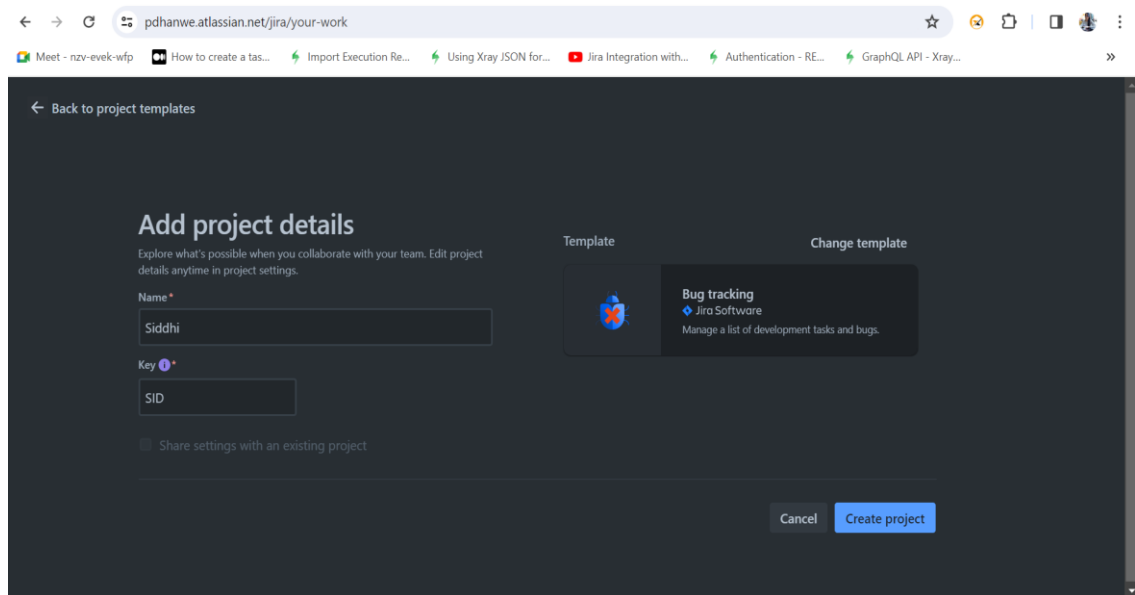 pdhanwe.atlassian.net/jira/your-work
Meet - nzv-evek-wfp How to create a tas... Import Execution Re... Using Xray JSON for... Jira Integration with... Authentication - RE... GraphQL API - Xray... »
Back to project templates
Add project details
Explore what's possible when you collaborate with your team. Edit project
details anytime in project settings.
Name *
Siddhi
Key *
SID
Share settings with an existing project
Template
Change template
Bug tracking
Jira Software
Manage a list of development tasks and bugs.
Cancel
Create project